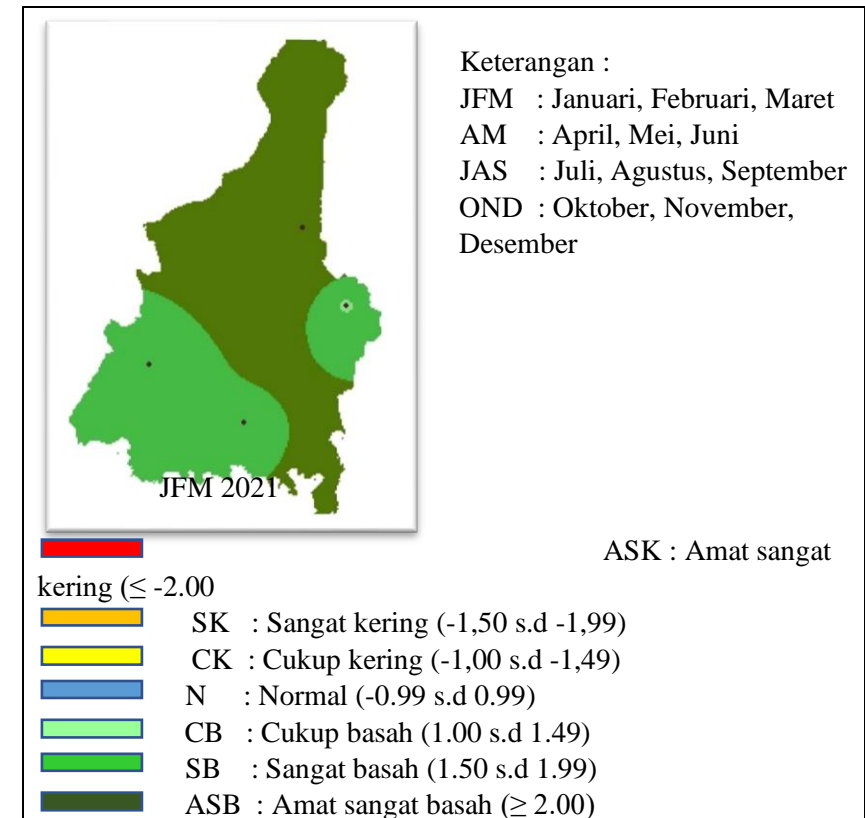 Keterangan :
JFM : Januari, Februari, Maret
AM : April, Mei, Juni
JAS : Juli, Agustus, September
OND : Oktober, November,
Desember
JFM 2021
ASK : Amat sangat
kering (≤ -2.00
SK : Sangat kering (-1,50 s.d -1,99)
CK : Cukup kering (-1,00 s.d -1,49)
N : Normal (-0.99 s.d 0.99)
CB : Cukup basah (1.00 s.d 1.49)
SB : Sangat basah (1.50 s.d 1.99)
ASB : Amat sangat basah (≥ 2.00)